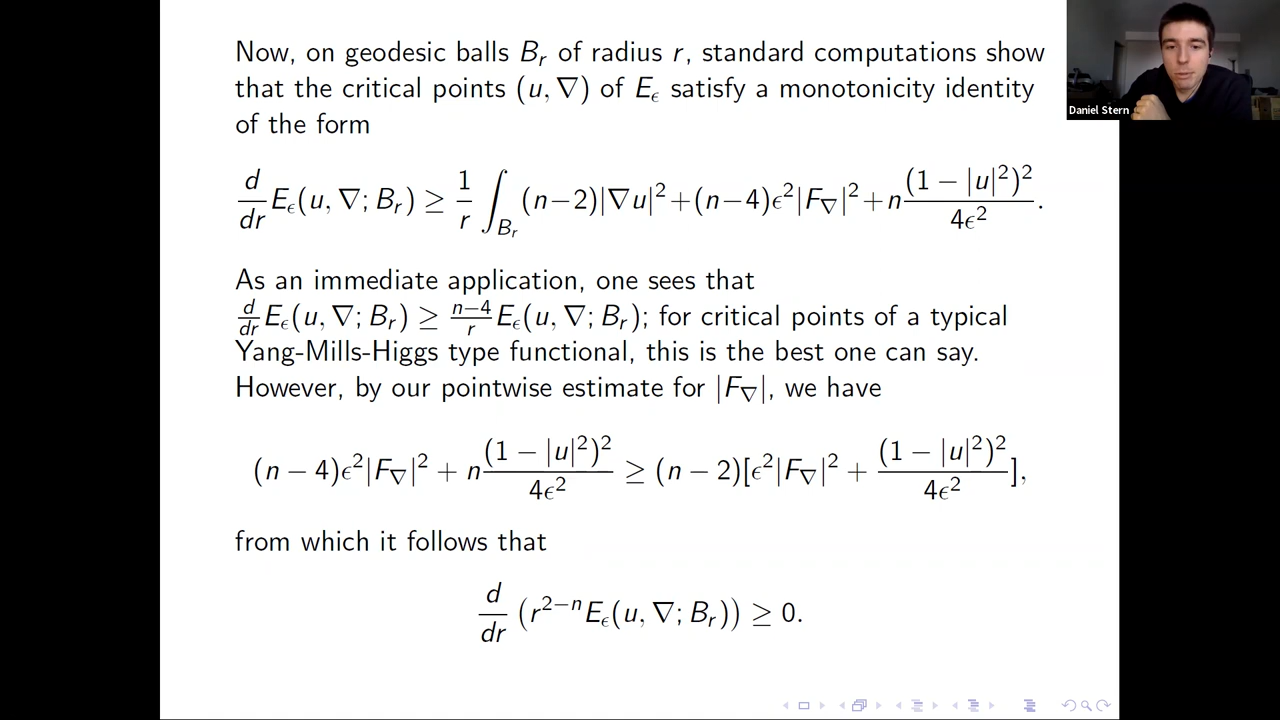 Now, on geodesic balls B_r of radius r, standard computations show
that the critical points (u, ∇) of E_ϵ satisfy a monotonicity identity
of the form
d/dr E_ϵ(u, ∇; B_r) ≥ 1/r ∫_{B_r} (n−2)|∇u|²+(n−4)ϵ²|F_∇|²+n (1−|u|²)²/4ϵ².
As an immediate application, one sees that
d/dr E_ϵ(u, ∇; B_r) ≥ n−4/r E_ϵ(u, ∇; B_r); for critical points of a typical
Yang-Mills-Higgs type functional, this is the best one can say.
However, by our pointwise estimate for |F_∇|, we have
(n − 4)ϵ²|F_∇|² + n (1 − |u|²)²/4ϵ² ≥ (n − 2)[ϵ²|F_∇|² + (1 − |u|²)²/4ϵ²],
from which it follows that
d/dr (r^{2−n}E_ϵ(u, ∇; B_r)) ≥ 0.
Daniel Stern